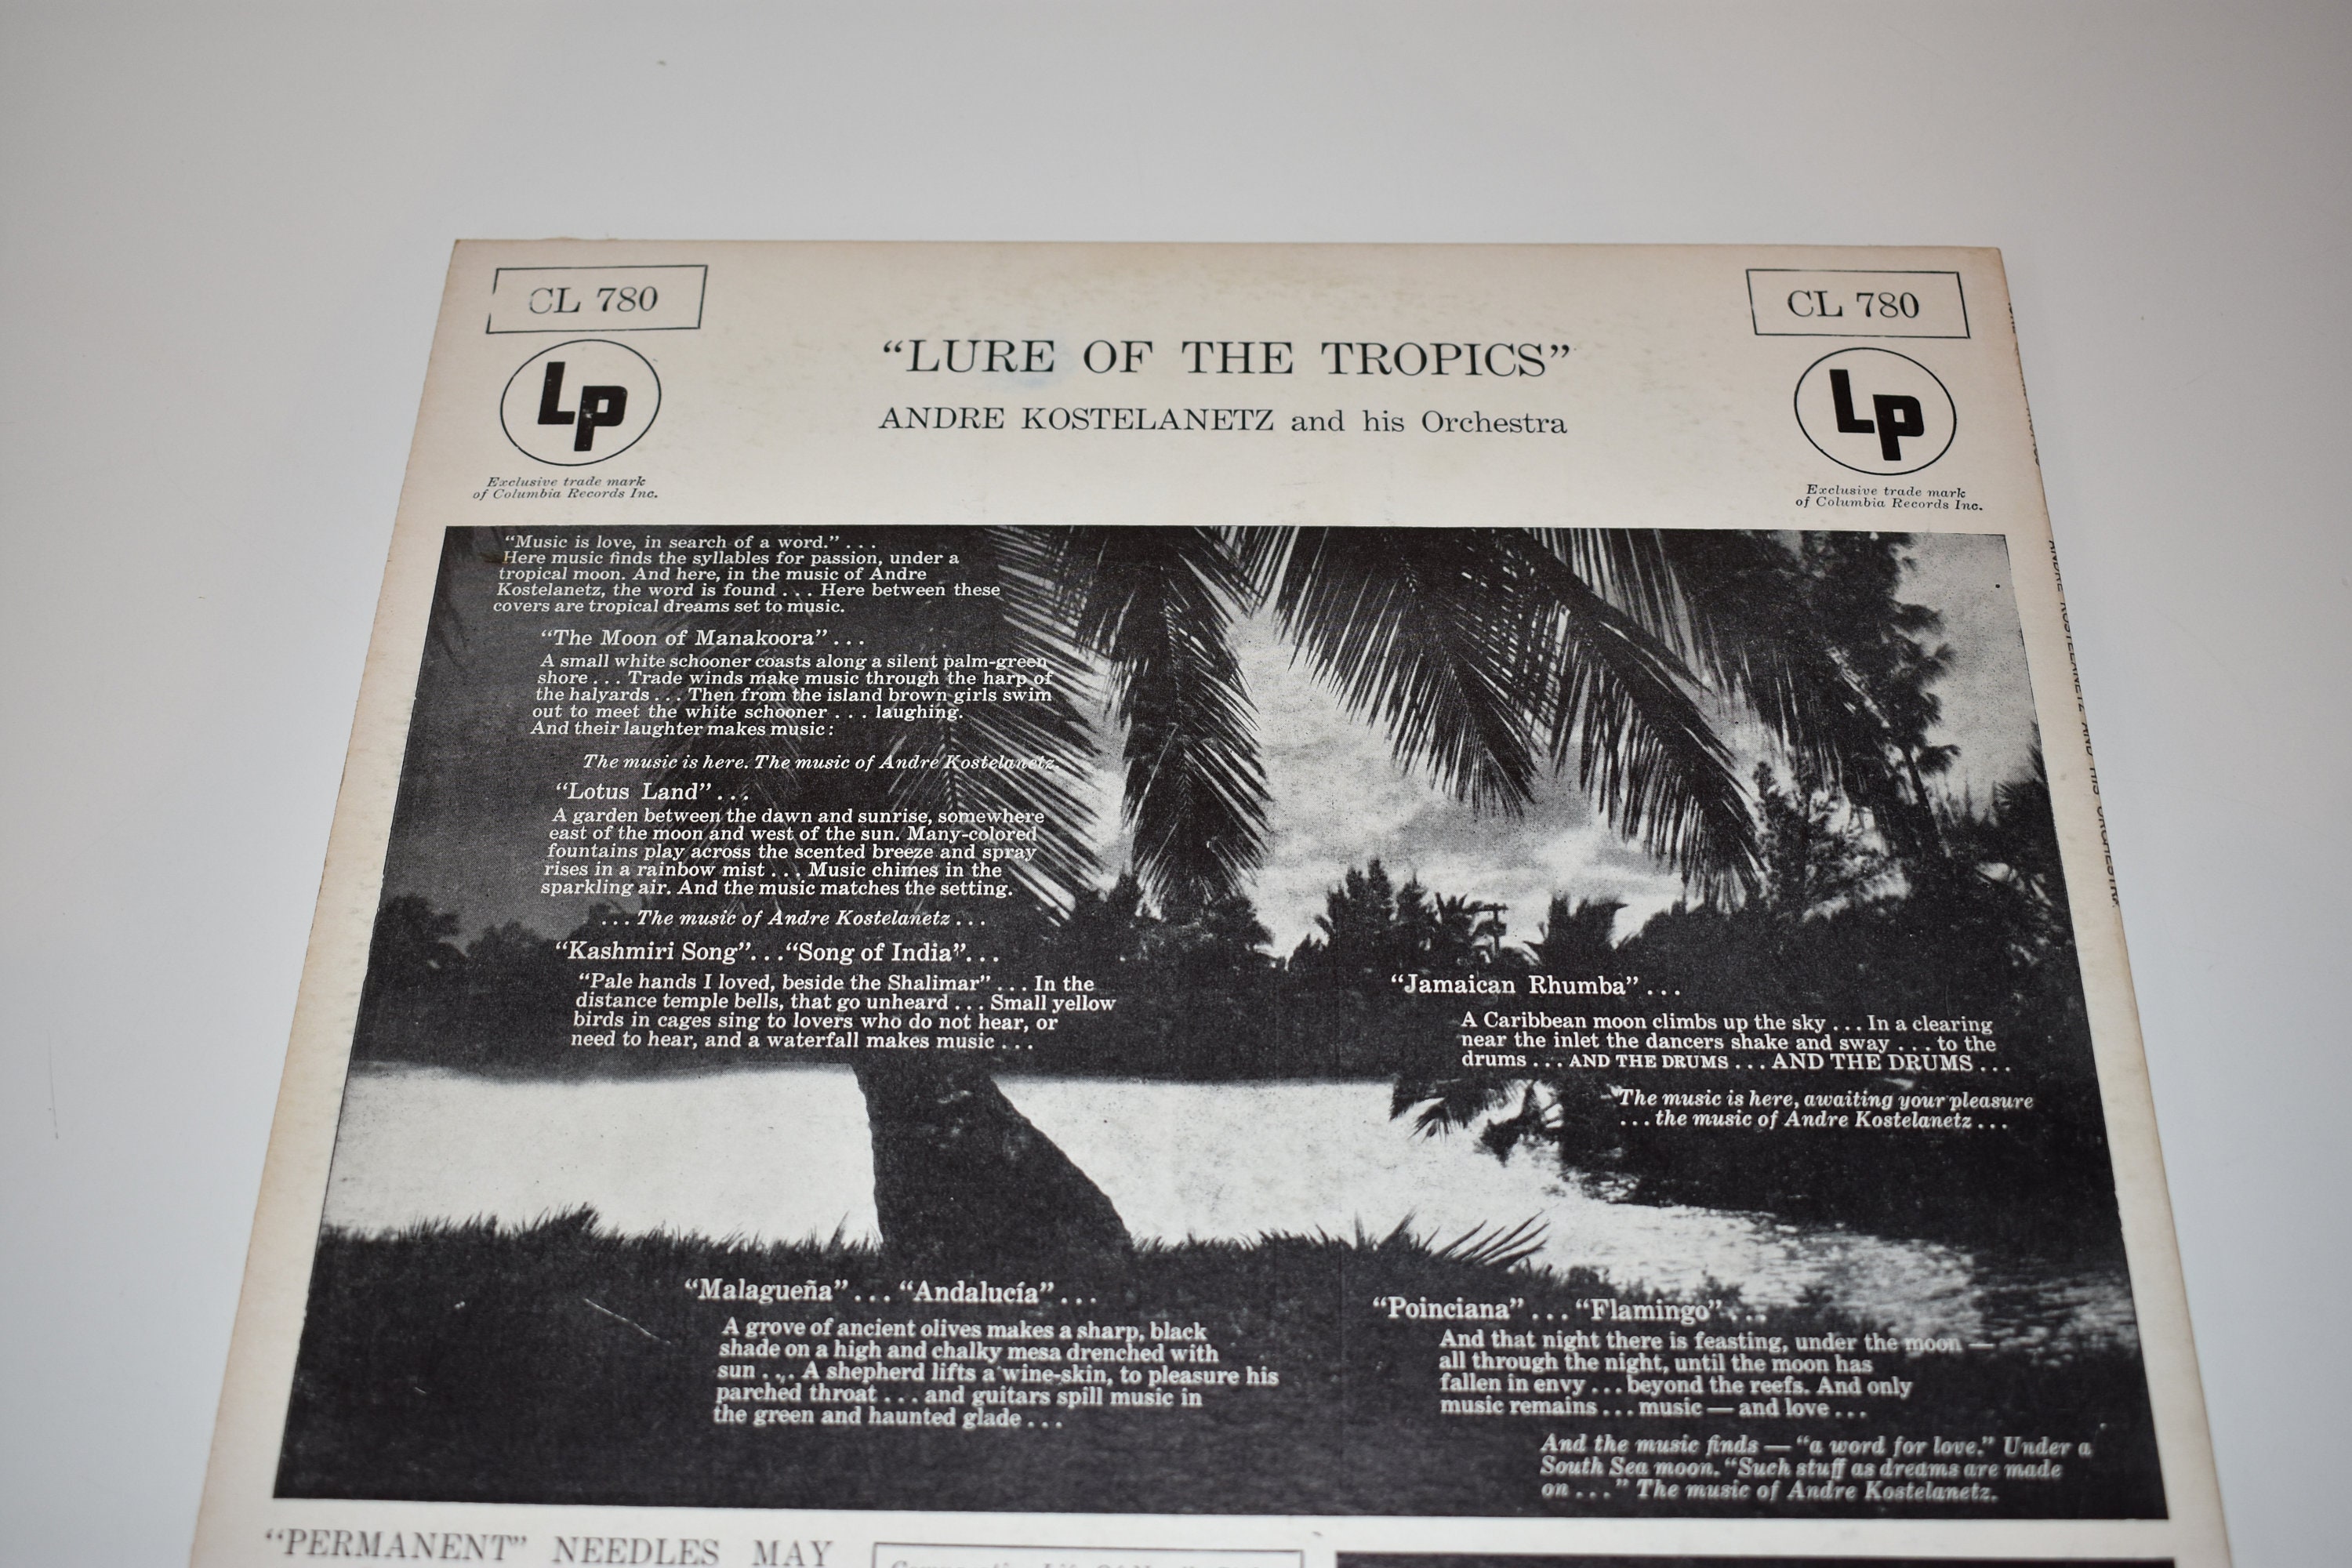 CL 780
CL 780
"LURE OF THE TROPICS"
ANDRE KOSTELANETZ and his Orchestra
LP
Exclusive trade mark
of Columbia Records Inc.
LP
Exclusive trade mark
of Columbia Records Inc.
"Music is love, in search of a word." . . .
Here music finds the syllables for passion, under a
tropical moon. And here, in the music of Andre
Kostelanetz, the word is found . . . Here between these
covers are tropical dreams set to music.
"The Moon of Manakoora" . . .
A small white schooner coasts along a silent palm-green
shore . . . Trade winds make music through the harp of
the halyards . . . Then from the island brown girls swim
out to meet the white schooner . . . laughing.
And their laughter makes music:
The music is here. The music of Andre Kostelanetz.
"Lotus Land" . . .
A garden between the dawn and sunrise, somewhere
east of the moon and west of the sun. Many-colored
fountains play across the scented breeze and spray
rises in a rainbow mist . . . Music chimes in the
sparkling air. And the music matches the setting.
. . . The music of Andre Kostelanetz . . .
"Kashmiri Song" . . . "Song of India" . . .
"Pale hands I loved, beside the Shalimar" . . . In the
distance temple bells, that go unheard . . . Small yellow
birds in cages sing to lovers who do not hear, or
need to hear, and a waterfall makes music . . .
"Jamaican Rhumba" . . .
A Caribbean moon climbs up the sky . . . In a clearing
near the inlet the dancers shake and sway . . . to the
drums . . . AND THE DRUMS . . . AND THE DRUMS . . .
The music is here, awaiting your pleasure
. . . the music of Andre Kostelanetz . . .
"Malagueña" . . . "Andalucía" . . .
A grove of ancient olives makes a sharp, black
shade on a high and chalky mesa drenched with
sun . . . A shepherd lifts a wine-skin, to pleasure his
parched throat . . . and guitars spill music in
the green and haunted glade . . .
"Poinciana" . . . "Flamingo" . . .
And that night there is feasting, under the moon —
all through the night, until the moon has
fallen in envy . . . beyond the reefs. And only
music remains . . . music — and love . . .
And the music finds — "a word for love." Under a
South Sea moon. "Such stuff as dreams are made
on . . ." The music of Andre Kostelanetz.
"PERMANENT" NEEDLES MAY
ANDRE KOSTELANETZ AND HIS ORCHESTRA